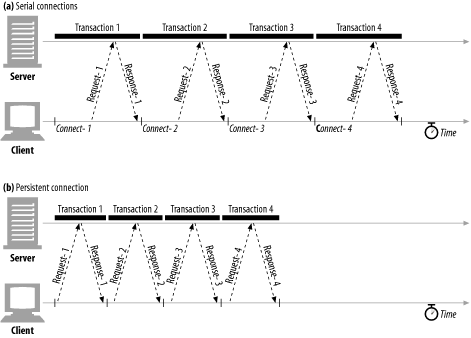 (a) Serial connections
Transaction 1 Transaction 2 Transaction 3 Transaction 4
Server
Request- 1 Response- 1 Request- 2 Response- 2 Request- 3 Response- 3 Request- 4 Response- 4
Connect- 1 Connect- 2 Connect- 3 Connect- 4
Client
Time
(b) Persistent connection
Transaction 1 Transaction 2 Transaction 3 Transaction 4
Server
Request- 1 Response- 1 Request- 2 Response- 2 Request- 3 Response- 3 Request- 4 Response- 4
Client
Time